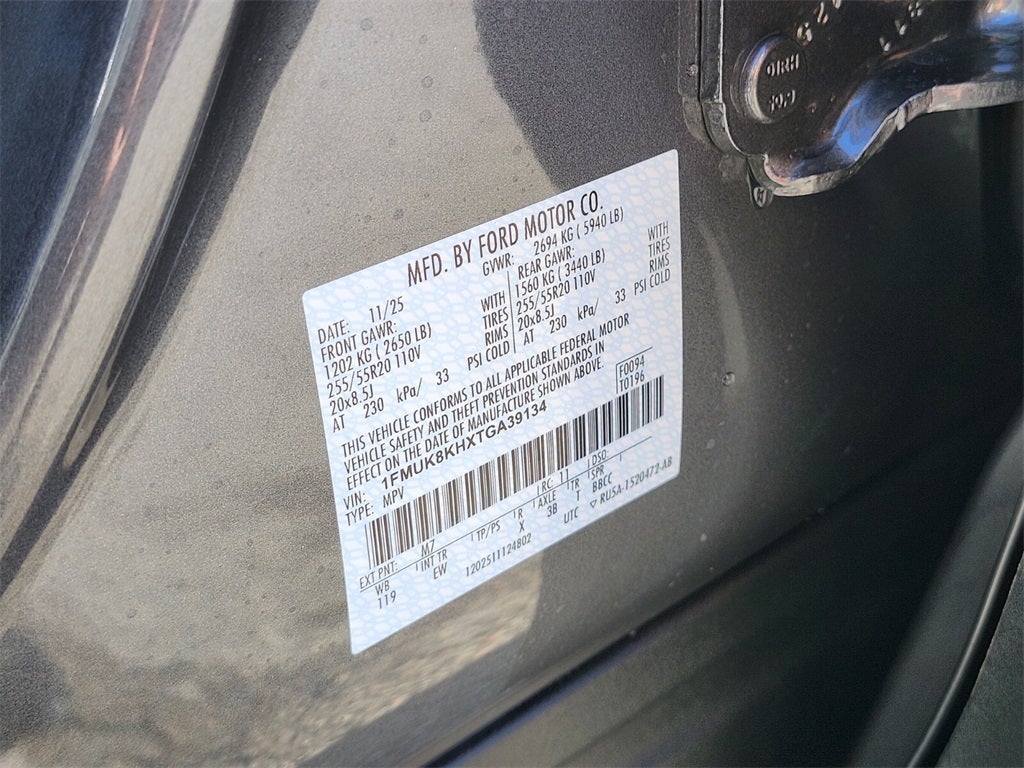 MFD. BY FORD MOTOR CO.
DATE: 11/25
GVWR: 2694 KG ( 5940 LB)
FRONT GAWR:
1202 KG ( 2650 LB) WITH
255/55R20 110V TIRES
20x8.5J RIMS
AT 230 kPa/ 33 PSI COLD
REAR GAWR:
1560 KG ( 3440 LB) WITH
255/55R20 110V TIRES
20x8.5J RIMS
AT 230 kPa/ 33 PSI COLD
THIS VEHICLE CONFORMS TO ALL APPLICABLE FEDERAL MOTOR
VEHICLE SAFETY AND THEFT PREVENTION STANDARDS IN
EFFECT ON THE DATE OF MANUFACTURE SHOWN ABOVE.
F0094
T0196
VIN: 1FMUK8KHXTGA39134
TYPE: MPV
EXT PNT: M7 RC: 11 DSO:
WB INT TR TP/PS R AXLE TR SPR
119 EW X 3B T BBCC
1202511124802 UTC ▽ RU5A-1520472-AB